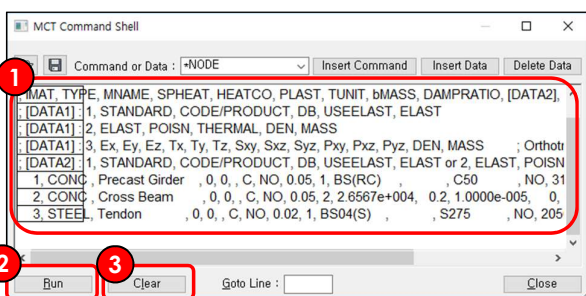 MCT Command Shell
Command or Data : *NODE Insert Command Insert Data Delete Data
1
; IMAT, TYPE, MNAME, SPHEAT, HEATCO, PLAST, TUNIT, bMASS, DAMPRATIO, [DATA2],
; [DATA1] : 1, STANDARD, CODE/PRODUCT, DB, USEELAST, ELAST
; [DATA1] : 2, ELAST, POISN, THERMAL, DEN, MASS
; [DATA1] : 3, Ex, Ey, Ez, Tx, Ty, Tz, Sxy, Sxz, Syz, Pxy, Pxz, Pyz, DEN, MASS ; Orthotr
; [DATA2] : 1, STANDARD, CODE/PRODUCT, DB, USEELAST, ELAST or 2, ELAST, POISN
1, CONC , Precast Girder , 0, 0, , C, NO, 0.05, 1, BS(RC) , , C50 , NO, 31
2, CONC , Cross Beam , 0, 0, , C, NO, 0.05, 2, 2.6567e+004, 0.2, 1.0000e-005, 0,
3, STEEL, Tendon , 0, 0, , C, NO, 0.02, 1, BS04(S) , , S275 , NO, 205
2
3
Run Clear Goto Line : Close